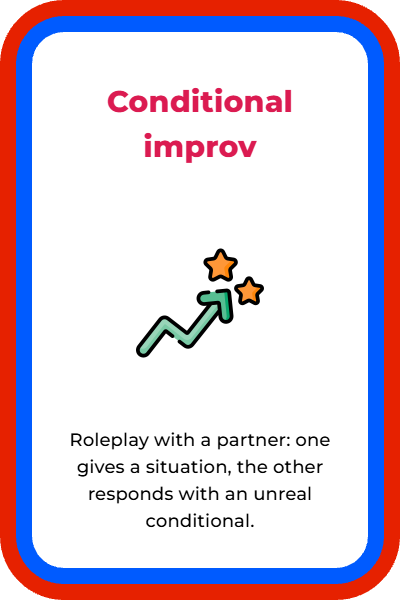 Conditional
improv
Roleplay with a partner: one
gives a situation, the other
responds with an unreal
conditional.